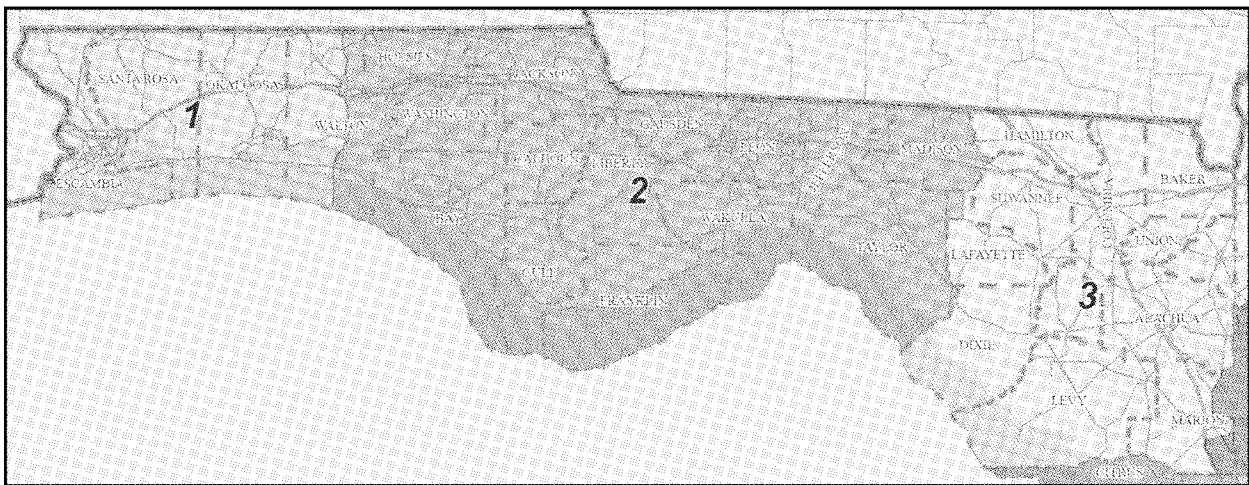 HOLMES
SANTA ROSA
OKALOOSA
JACKSON
1
WALTON
WASHINGTON
GADSDEN
HAMILTON
LEON
JEFFERSON
MADISON
ESCAMBIA
CALHOUN
LIBERTY
2
BAKER
SUWANNEE
COLUMBIA
BAY
WAKULLA
TAYLOR
LAFAYETTE
UNION
GULF
FRANKLIN
3
ALACHUA
DIXIE
LEVY
MARION
CITRUS